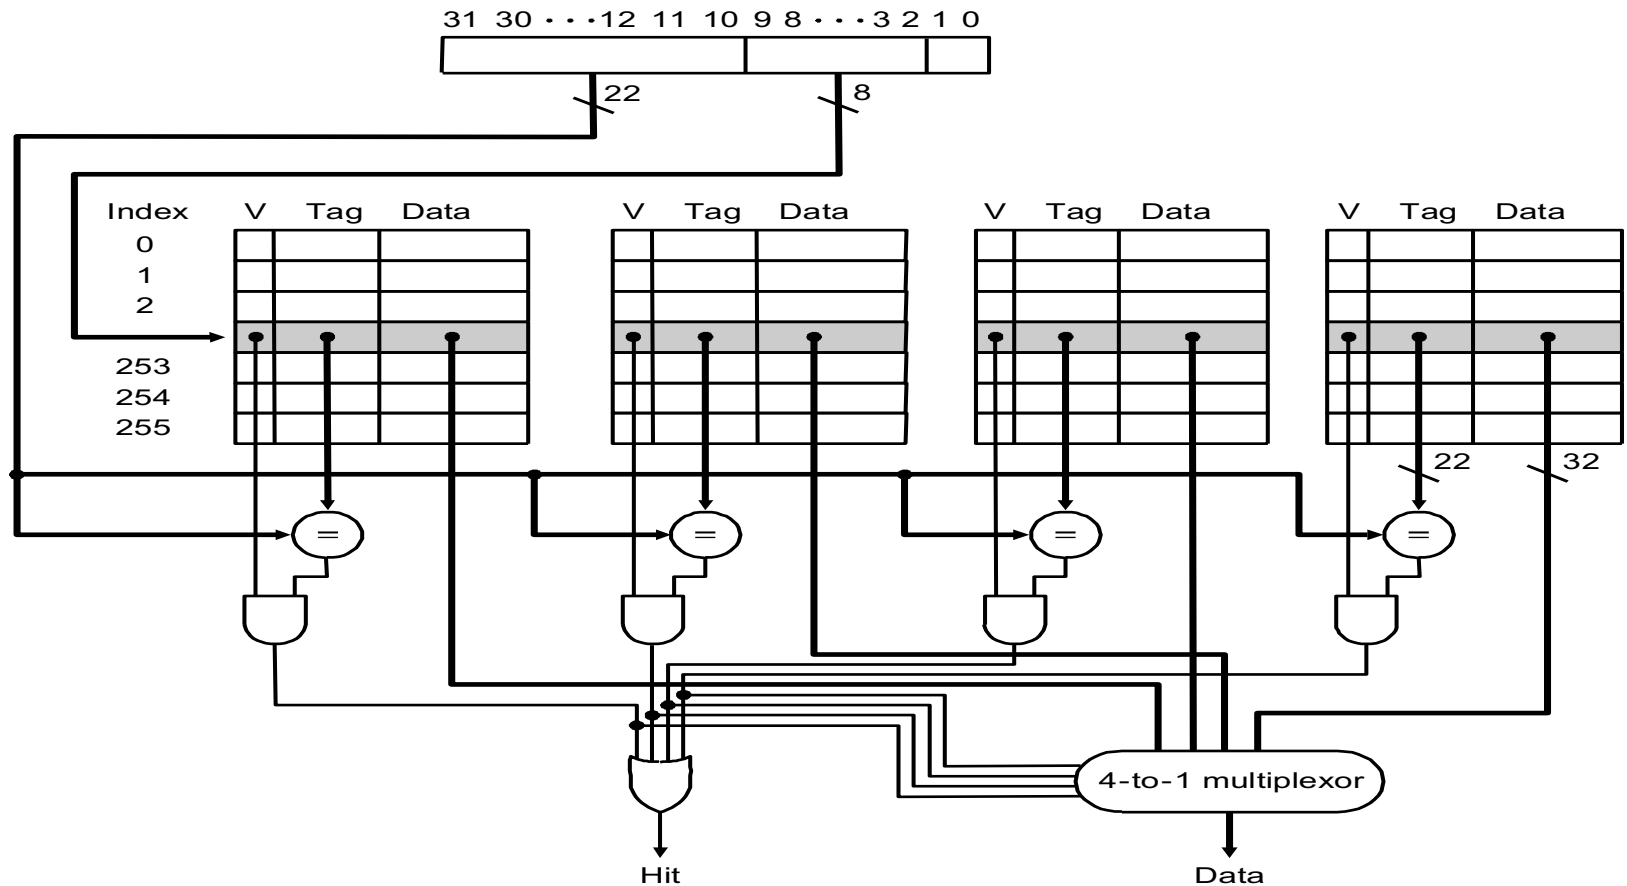 31 30 · · · 12 11 10 9 8 · · · 3 2 1 0
22
8
Index
V Tag Data
V Tag Data
V Tag Data
V Tag Data
0
1
2
253
254
255
22
32
=
=
=
=
4-to-1 multiplexor
Hit
Data